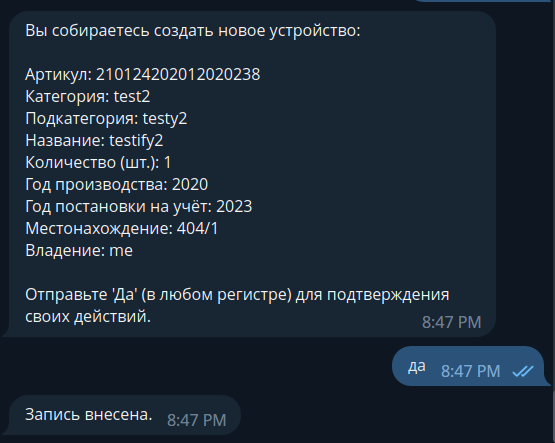 Вы собираетесь создать новое устройство:
Артикул: 210124202012020238
Категория: test2
Подкатегория: testy2
Название: testify2
Количество (шт.): 1
Год производства: 2020
Год постановки на учёт: 2023
Местонахождение: 404/1
Владение: me
Отправьте 'Да' (в любом регистре) для подтверждения
своих действий.
8:47 PM
да 8:47 PM
Запись внесена. 8:47 PM